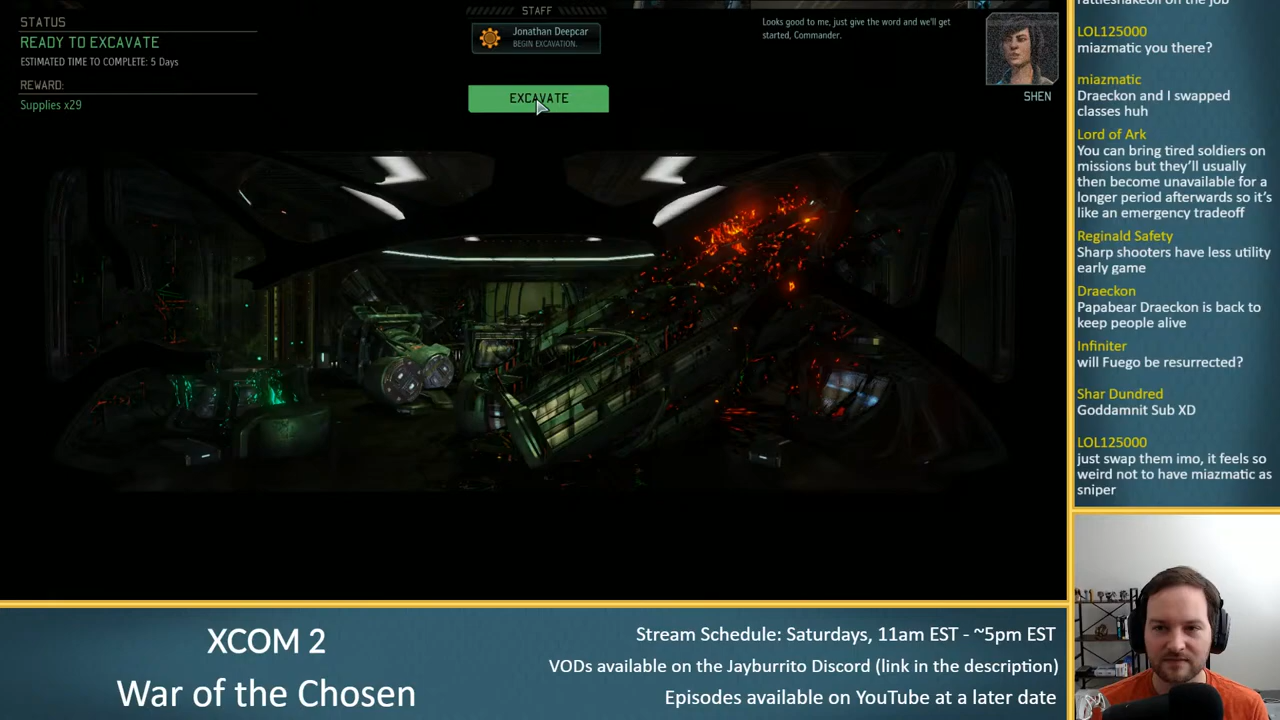 STATUS
READY TO EXCAVATE
ESTIMATED TIME TO COMPLETE: 5 Days
REWARD:
Supplies x29
STAFF
Jonathan Deepcar
BEGIN EXCAVATION.
EXCAVATE
Looks good to me, just give the word and we'll get
started, Commander.
SHEN
LOL125000
miazmatic you there?
miazmatic
Draeckon and I swapped
classes huh
Lord of Ark
You can bring tired soldiers on
missions but they'll usually
then become unavailable for a
longer period afterwards so it's
like an emergency tradeoff
Reginald Safety
Sharp shooters have less utility
early game
Draeckon
Papabear Draeckon is back to
keep people alive
Infiniter
will Fuego be resurrected?
Shar Dundred
Goddamnit Sub XD
LOL125000
just swap them imo, it feels so
weird not to have miazmatic as
sniper
XCOM 2
War of the Chosen
Stream Schedule: Saturdays, 11am EST - ~5pm EST
VODs available on the Jayburrito Discord (link in the description)
Episodes available on YouTube at a later date